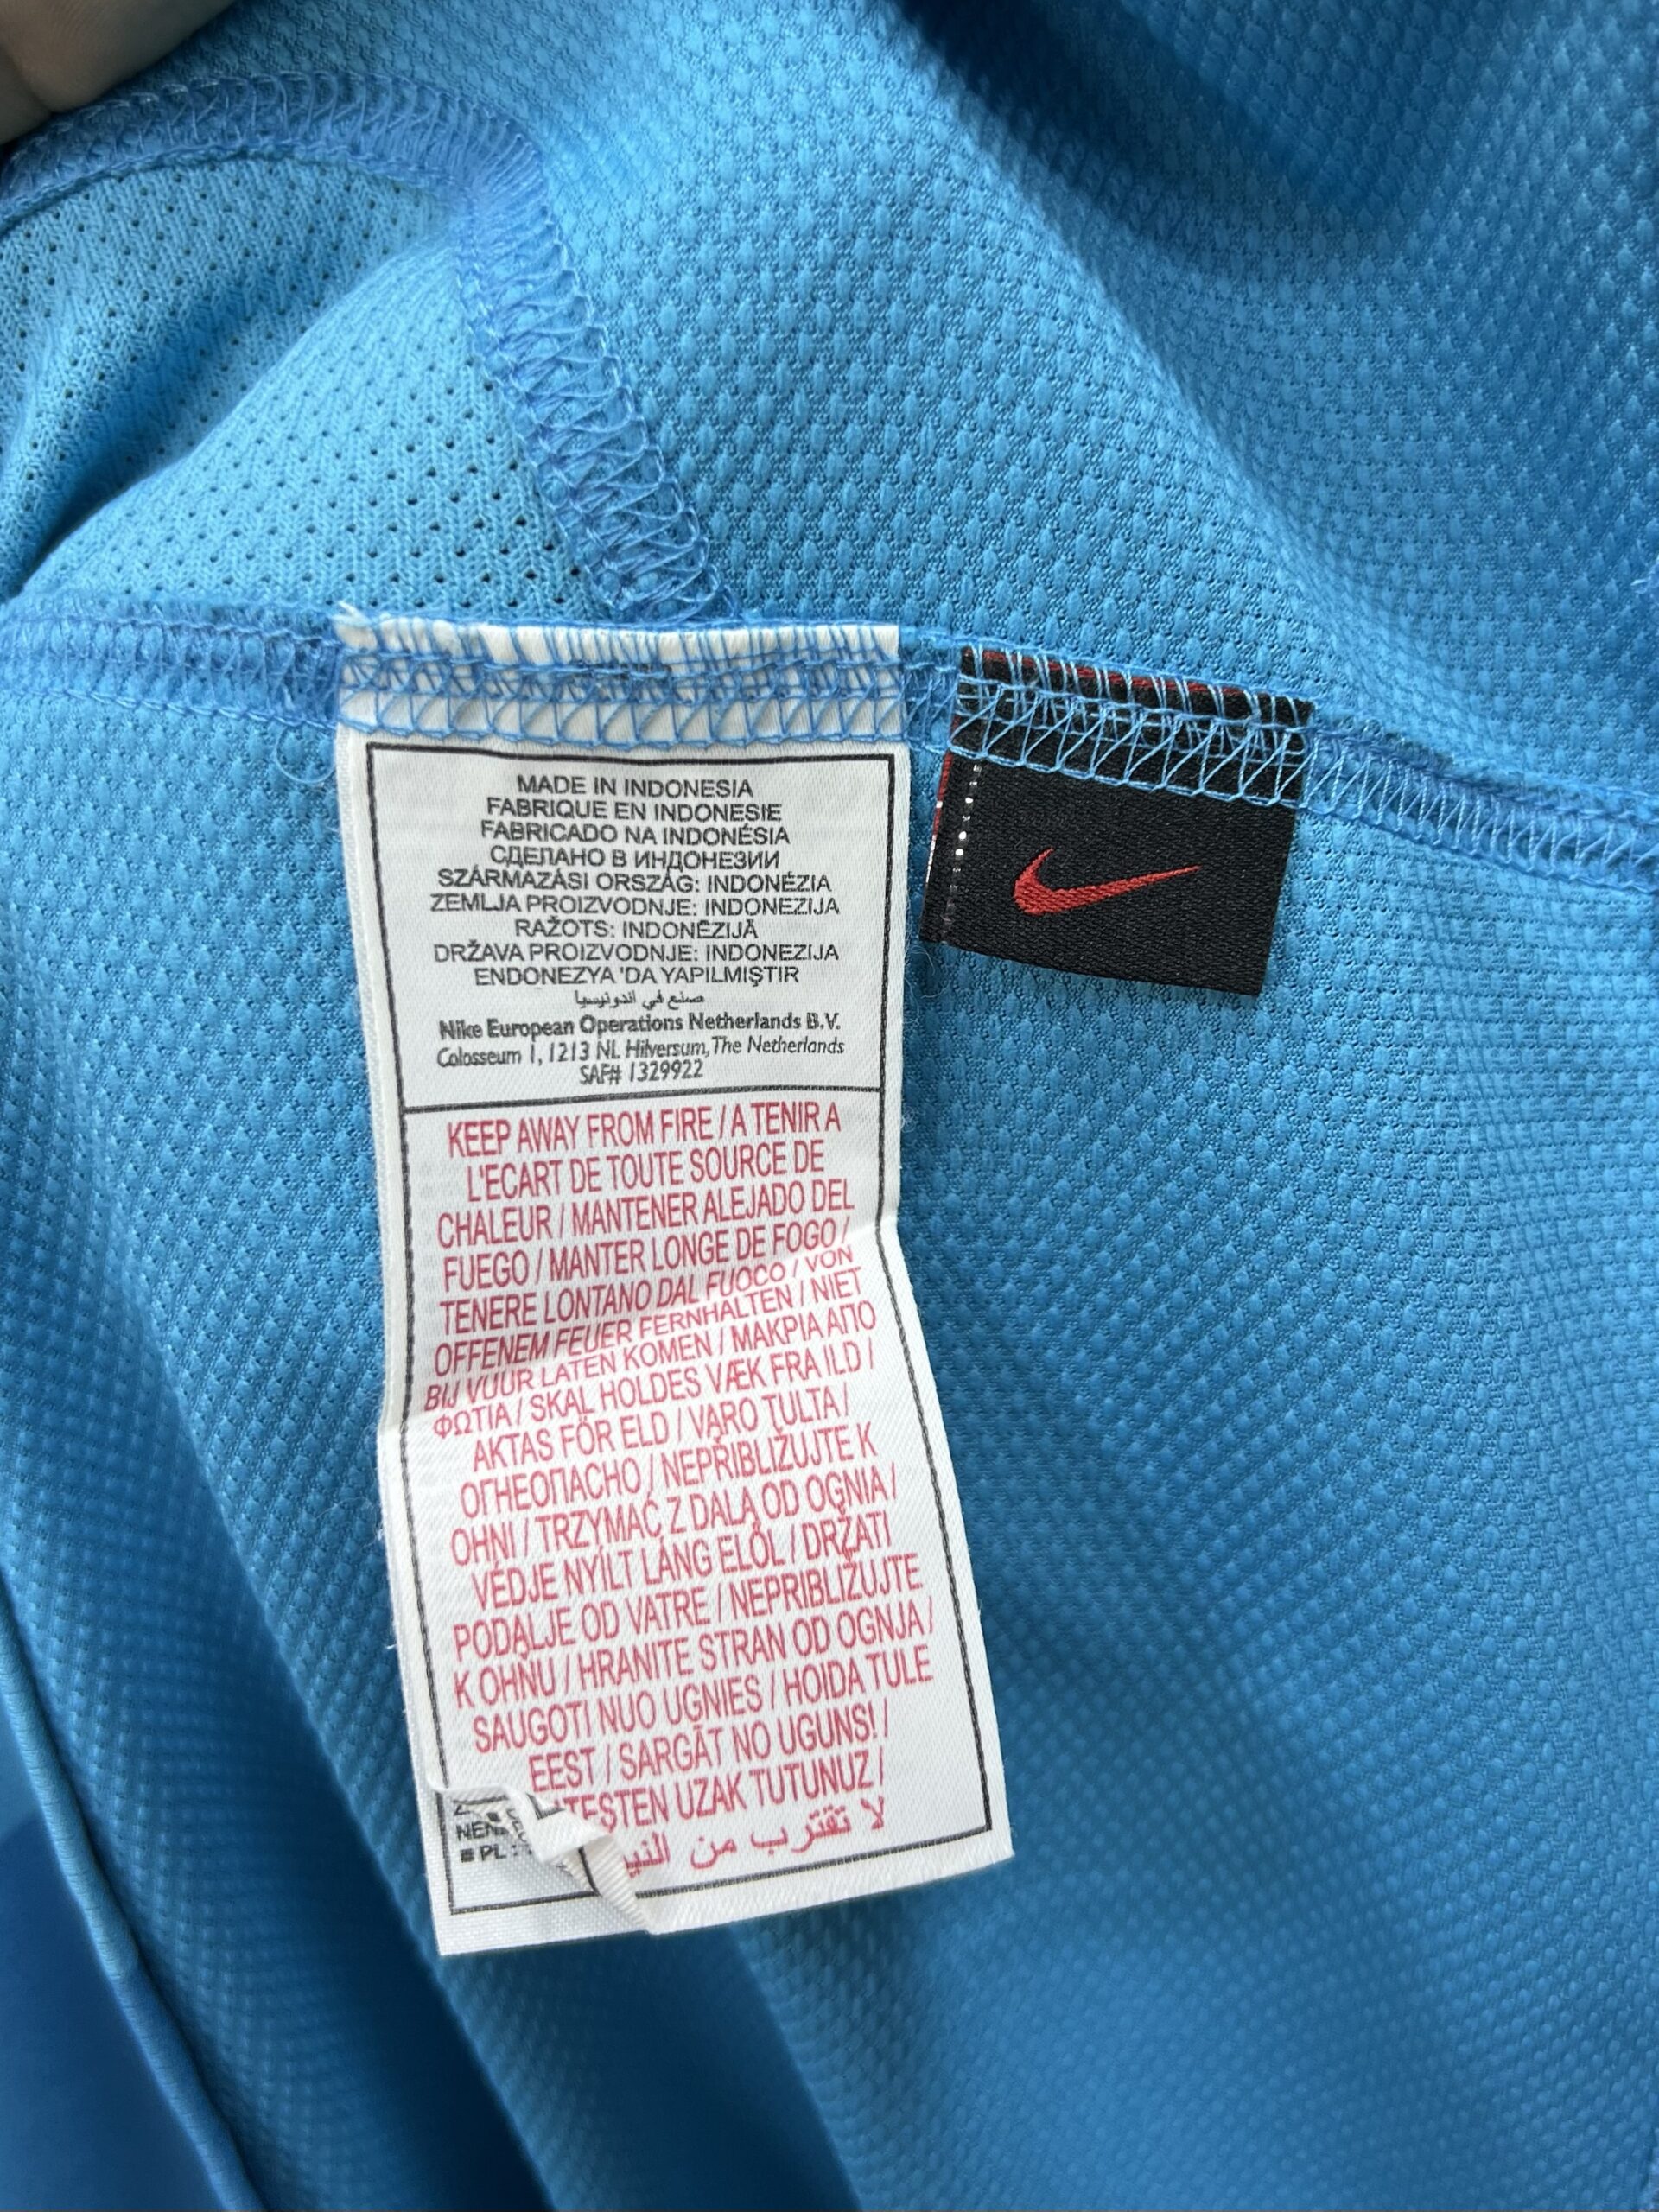 MADE IN INDONESIA
FABRIQUE EN INDONESIE
FABRICADO NA INDONÉSIA
СДЕЛАНО В ИНДОНЕЗИИ
SZÁRMAZÁSI ORSZÁG: INDONÉZIA
ZEMLJA PROIZVODNJE: INDONEZIJA
RAŽOTS: INDONĒZIJĀ
DRŽAVA PROIZVODNJE: INDONEZIJA
ENDONEZYA 'DA YAPILMIŞTIR
صنع في اندونيسيا
Nike European Operations Netherlands B.V.
Colosseum 1, 1213 NL Hilversum, The Netherlands
SAF# 1329922
KEEP AWAY FROM FIRE / A TENIR A
L'ECART DE TOUTE SOURCE DE
CHALEUR / MANTENER ALEJADO DEL
FUEGO / MANTER LONGE DE FOGO /
TENERE LONTANO DAL FUOCO / VON
OFFENEM FEUER FERNHALTEN / NIET
BIJ VUUR LATEN KOMEN / ΜΑΚΡΙΑ ΑΠΟ
ΦΩΤΙΑ / SKAL HOLDES VÆK FRA ILD /
AKTAS FÖR ELD / VARO TULTA /
ОГНЕОПАСНО / NEPŘIBLIŽUJTE K
OHNI / TRZYMAĆ Z DALA OD OGNIA /
VÉDJE NYÍLT LÁNG ELŐL / DRŽATI
PODALJE OD VATRE / NEPRIBLIŽUJTE
K OHŇU / HRANITE STRAN OD OGNJA /
SAUGOTI NUO UGNIES / HOIDA TULE
EEST / SARGĀT NO UGUNS! /
ATEŞTEN UZAK TUTUNUZ /
لا تقترب من
PL: